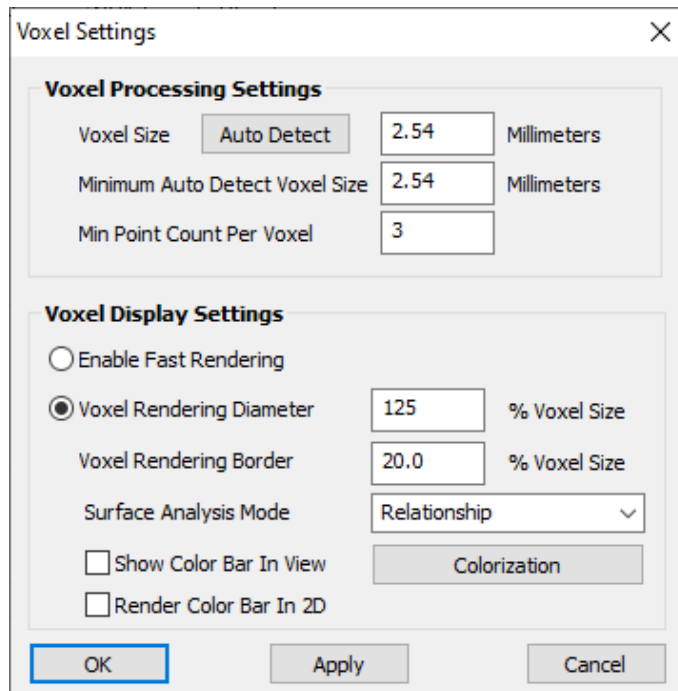 Voxel Settings
Voxel Processing Settings
Voxel Size Auto Detect 2.54 Millimeters
Minimum Auto Detect Voxel Size 2.54 Millimeters
Min Point Count Per Voxel 3
Voxel Display Settings
Enable Fast Rendering
Voxel Rendering Diameter 125 % Voxel Size
Voxel Rendering Border 20.0 % Voxel Size
Surface Analysis Mode Relationship
Show Color Bar In View Colorization
Render Color Bar In 2D
OK Apply Cancel